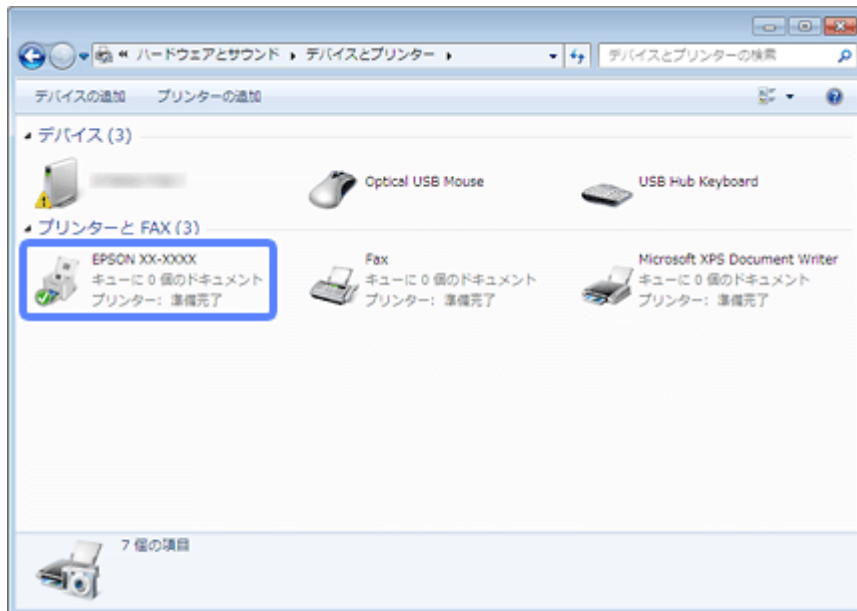 ハードウェアとサウンド デバイスとプリンター デバイスとプリンターの検索
デバイスの追加 プリンターの追加
デバイス (3)
Optical USB Mouse USB Hub Keyboard
プリンターと FAX (3)
EPSON XX-XXXX Fax Microsoft XPS Document Writer
キューに 0 個のドキュメント キューに 0 個のドキュメント キューに 0 個のドキュメント
プリンター: 準備完了 プリンター: 準備完了 プリンター: 準備完了
7 個の項目